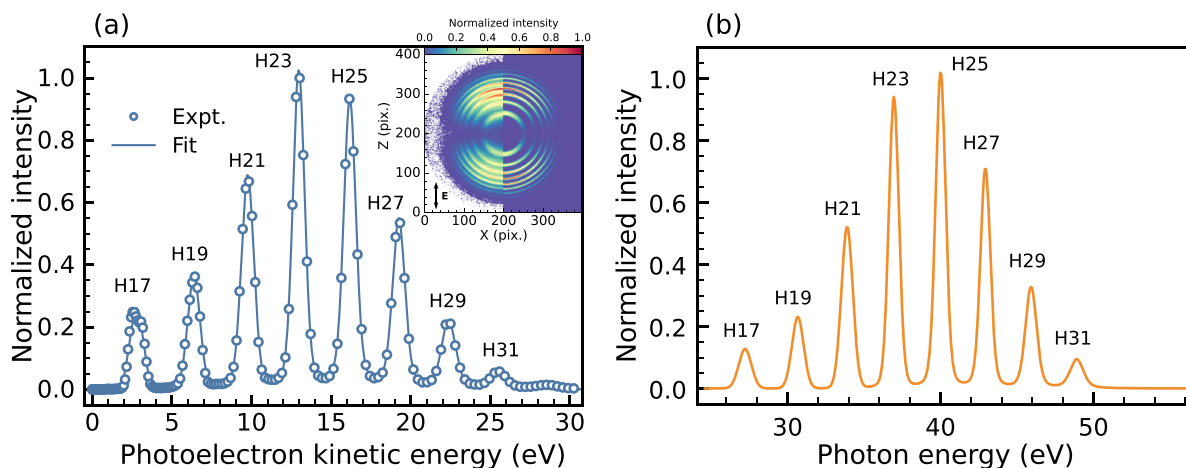 (a)
Normalized intensity
0.0 0.2 0.4 0.6 0.8 1.0
Normalized intensity
1.0
0.8
0.6
0.4
0.2
0.0
Expt.
Fit
H17
H19
H21
H23
H25
H27
H29
H31
Z (pix.)
400
300
200
100
0
E
0 100 200 300
X (pix.)
0 5 10 15 20 25 30
Photoelectron kinetic energy (eV)
(b)
Normalized intensity
1.0
0.8
0.6
0.4
0.2
0.0
H17
H19
H21
H23
H25
H27
H29
H31
30 40 50
Photon energy (eV)